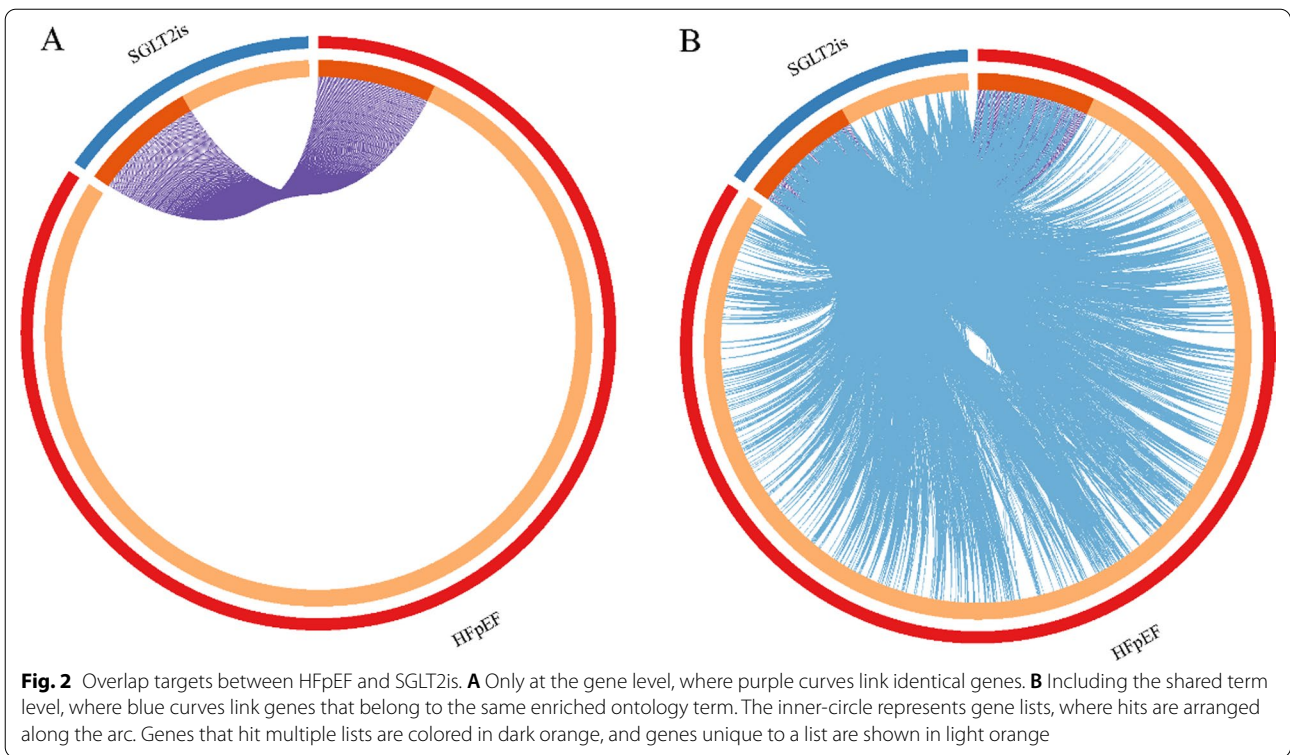 A
SGLT2is
HFpEF
B
SGLT2is
HFpEF
Fig. 2 Overlap targets between HFpEF and SGLT2is. A Only at the gene level, where purple curves link identical genes. B Including the shared term
level, where blue curves link genes that belong to the same enriched ontology term. The inner-circle represents gene lists, where hits are arranged
along the arc. Genes that hit multiple lists are colored in dark orange, and genes unique to a list are shown in light orange